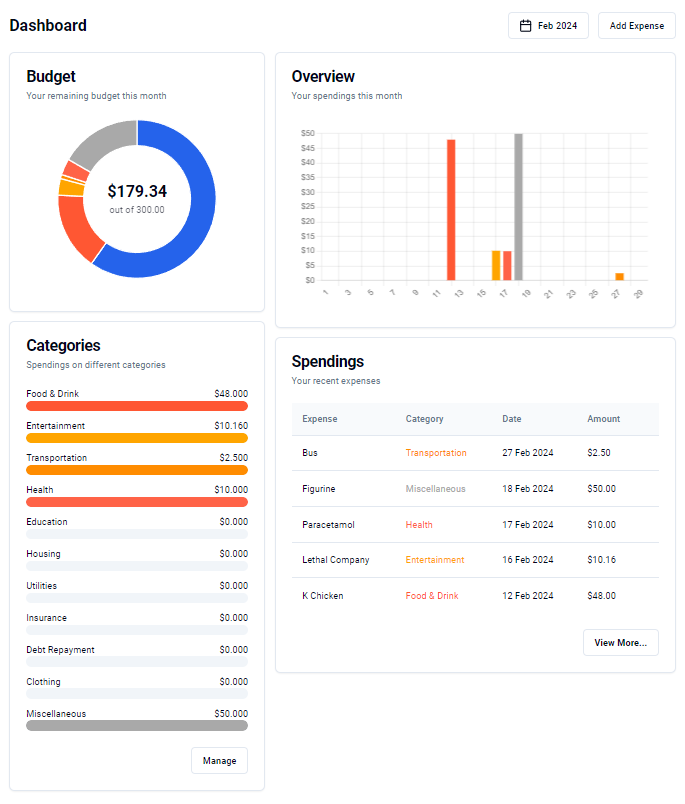 Dashboard
Feb 2024
Add Expense
Budget
Your remaining budget this month
$179.34
out of 300.00
Overview
Your spendings this month
$50
$45
$40
$35
$30
$25
$20
$15
$10
$5
$0
1 3 5 7 9 11 13 15 17 19 21 23 25 27 29
Categories
Spendings on different categories
Food & Drink $48.000
Entertainment $10.160
Transportation $2.500
Health $10.000
Education $0.000
Housing $0.000
Utilities $0.000
Insurance $0.000
Debt Repayment $0.000
Clothing $0.000
Miscellaneous $50.000
Manage
Spendings
Your recent expenses
Expense Category Date Amount
Bus Transportation 27 Feb 2024 $2.50
Figurine Miscellaneous 18 Feb 2024 $50.00
Paracetamol Health 17 Feb 2024 $10.00
Lethal Company Entertainment 16 Feb 2024 $10.16
K Chicken Food & Drink 12 Feb 2024 $48.00
View More...